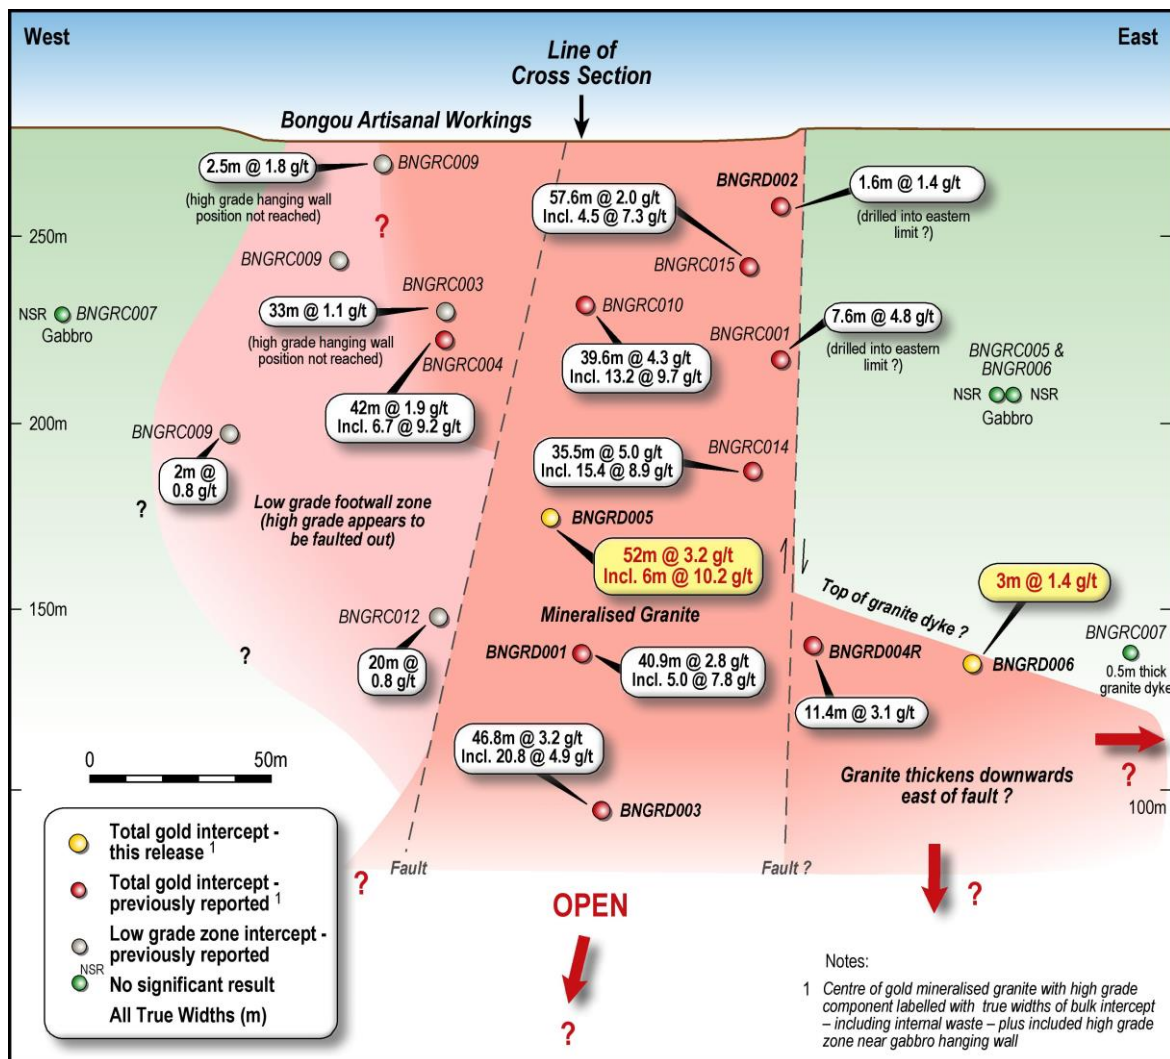 West
East
Line of
Cross Section
Bongou Artisanal Workings
2.5m @ 1.8 g/t
(high grade hanging wall
position not reached)
BNGRC009
?
57.6m @ 2.0 g/t
Incl. 4.5 @ 7.3 g/t
BNGRD002
1.6m @ 1.4 g/t
(drilled into eastern
limit ?)
250m
BNGRC009
BNGRC015
NSR
BNGRC007
Gabbro
BNGRC003
33m @ 1.1 g/t
(high grade hanging wall
position not reached)
BNGRC004
42m @ 1.9 g/t
Incl. 6.7 @ 9.2 g/t
BNGRC010
39.6m @ 4.3 g/t
Incl. 13.2 @ 9.7 g/t
BNGRC001
7.6m @ 4.8 g/t
(drilled into eastern
limit ?)
BNGRC005 &
BNGR006
NSR
NSR
Gabbro
200m
BNGRC009
2m @
0.8 g/t
?
35.5m @ 5.0 g/t
Incl. 15.4 @ 8.9 g/t
BNGRC014
Low grade footwall zone
(high grade appears to
be faulted out)
BNGRD005
52m @ 3.2 g/t
Incl. 6m @ 10.2 g/t
150m
BNGRC012
20m @
0.8 g/t
?
Mineralised Granite
BNGRD001
40.9m @ 2.8 g/t
Incl. 5.0 @ 7.8 g/t
Top of granite dyke ?
3m @ 1.4 g/t
BNGRD004R
11.4m @ 3.1 g/t
BNGRD006
BNGRC007
0.5m thick
granite dyke
46.8m @ 3.2 g/t
Incl. 20.8 @ 4.9 g/t
BNGRD003
Granite thickens downwards
east of fault ?
?
100m
0
50m
Fault
Fault ?
?
OPEN
?
?
Total gold intercept -
this release 1
Total gold intercept -
previously reported 1
Low grade zone intercept -
previously reported
NSR
No significant result
All True Widths (m)
Notes:
1 Centre of gold mineralised granite with high grade
component labelled with true widths of bulk intercept
– including internal waste – plus included high grade
zone near gabbro hanging wall